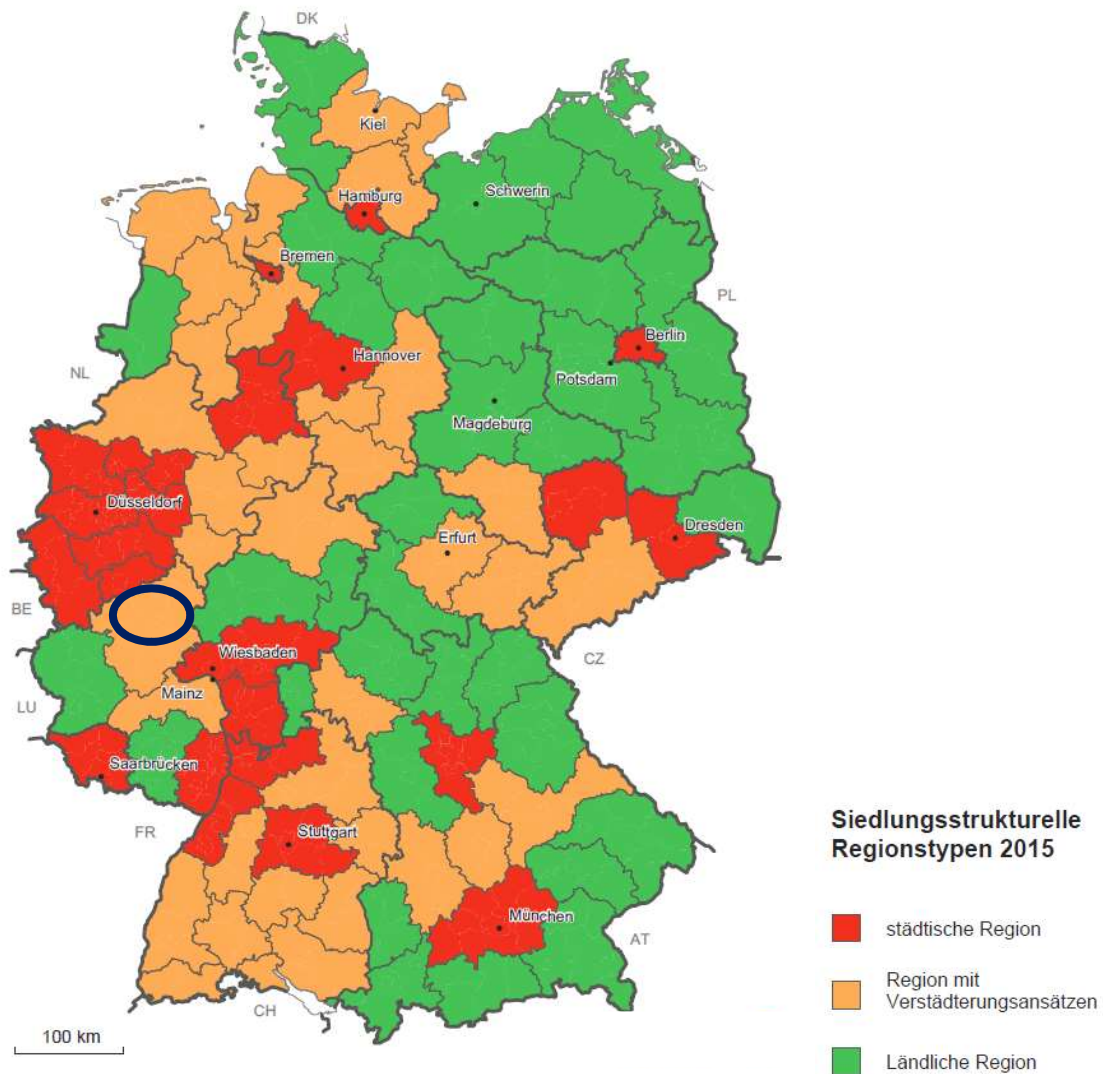 DK
Kiel
Hamburg
Schwerin
Bremen
PL
Berlin
Hannover
NL
Potsdam
Magdeburg
Düsseldorf
Dresden
Erfurt
BE
Wiesbaden
CZ
Mainz
LU
Saarbrücken
FR
Stuttgart
München
AT
CH
100 km
Siedlungsstrukturelle
Regionstypen 2015
städtische Region
Region mit
Verstädterungsansätzen
Ländliche Region